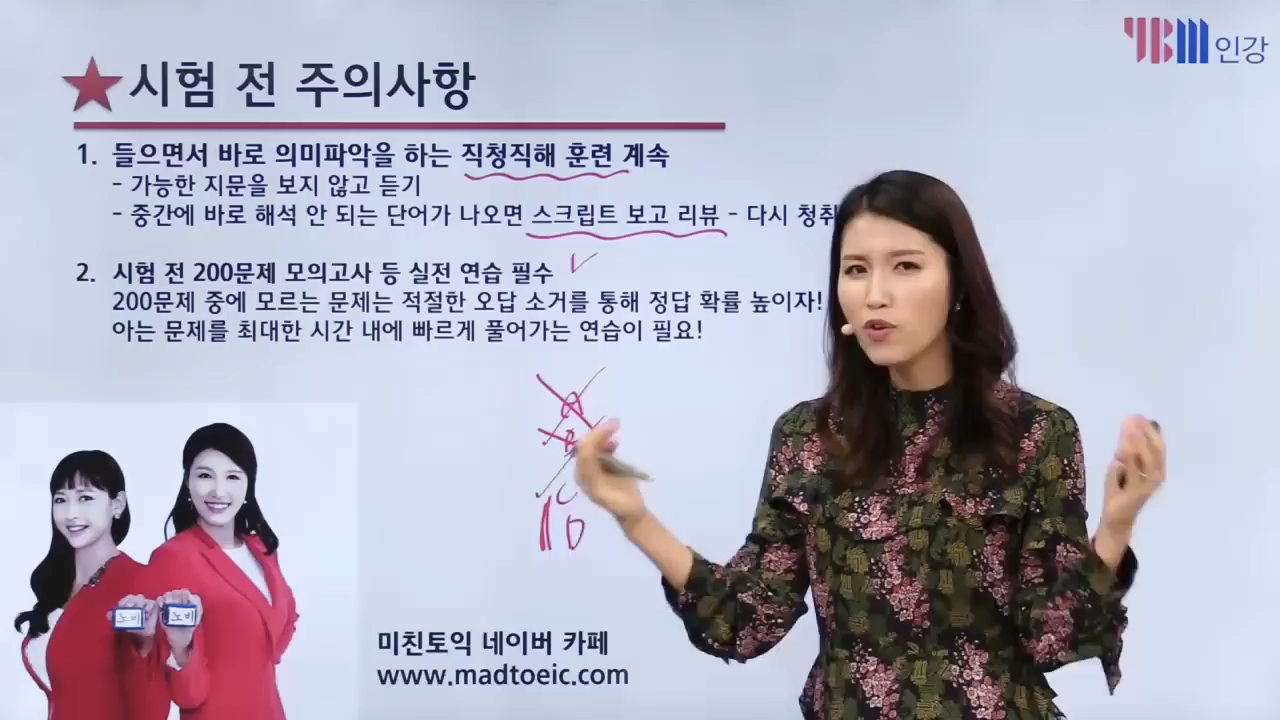 YBM 인강
★시험 전 주의사항
1. 들으면서 바로 의미파악을 하는 직청직해 훈련 계속
- 가능한 지문을 보지 않고 듣기
- 중간에 바로 해석 안 되는 단어가 나오면 스크립트 보고 리뷰 - 다시 청취
2. 시험 전 200문제 모의고사 등 실전 연습 필수
200문제 중에 모르는 문제는 적절한 오답 소거를 통해 정답 확률 높이자!
아는 문제를 최대한 시간 내에 빠르게 풀어가는 연습이 필요!
노비 노비
미친토익 네이버 카페
www.madtoeic.com